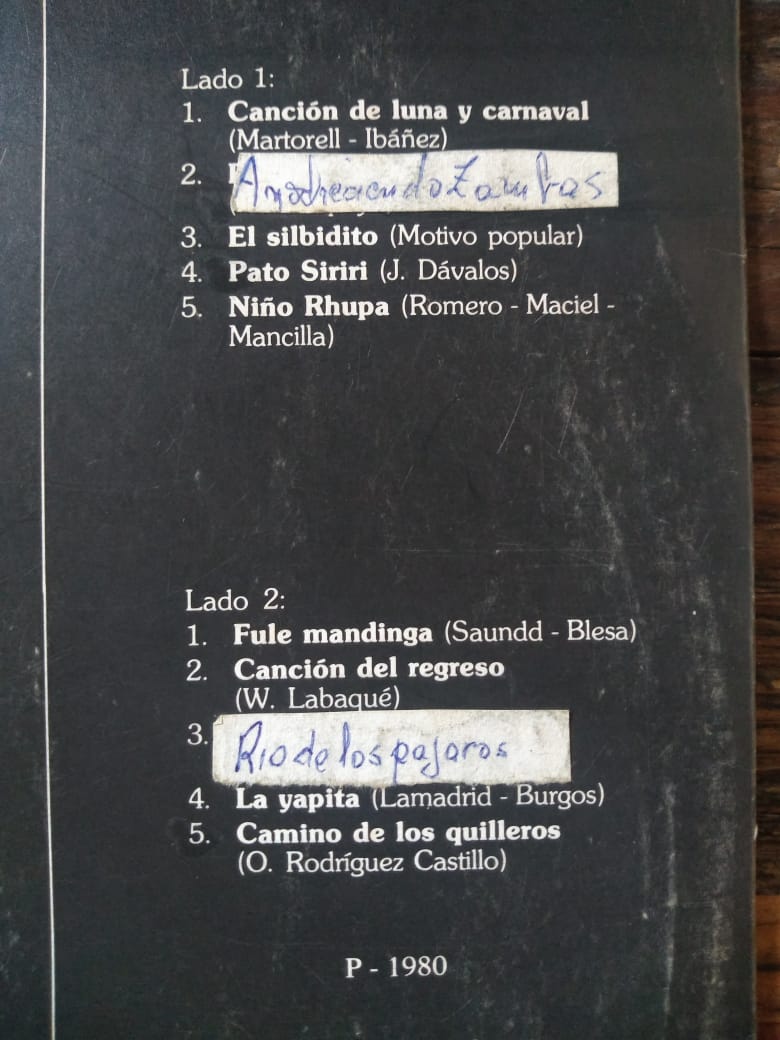 Lado 1:
1. Canción de luna y carnaval
(Martorell - Ibáñez)
2. Zambas
3. El silbidito (Motivo popular)
4. Pato Siriri (J. Dávalos)
5. Niño Rhupa (Romero - Maciel -
Mancilla)
Lado 2:
1. Fule mandinga (Saundd - Blesa)
2. Canción del regreso
(W. Labaqué)
3. Rio de los pajaros
4. La yapita (Lamadrid - Burgos)
5. Camino de los quilleros
(O. Rodríguez Castillo)
P - 1980